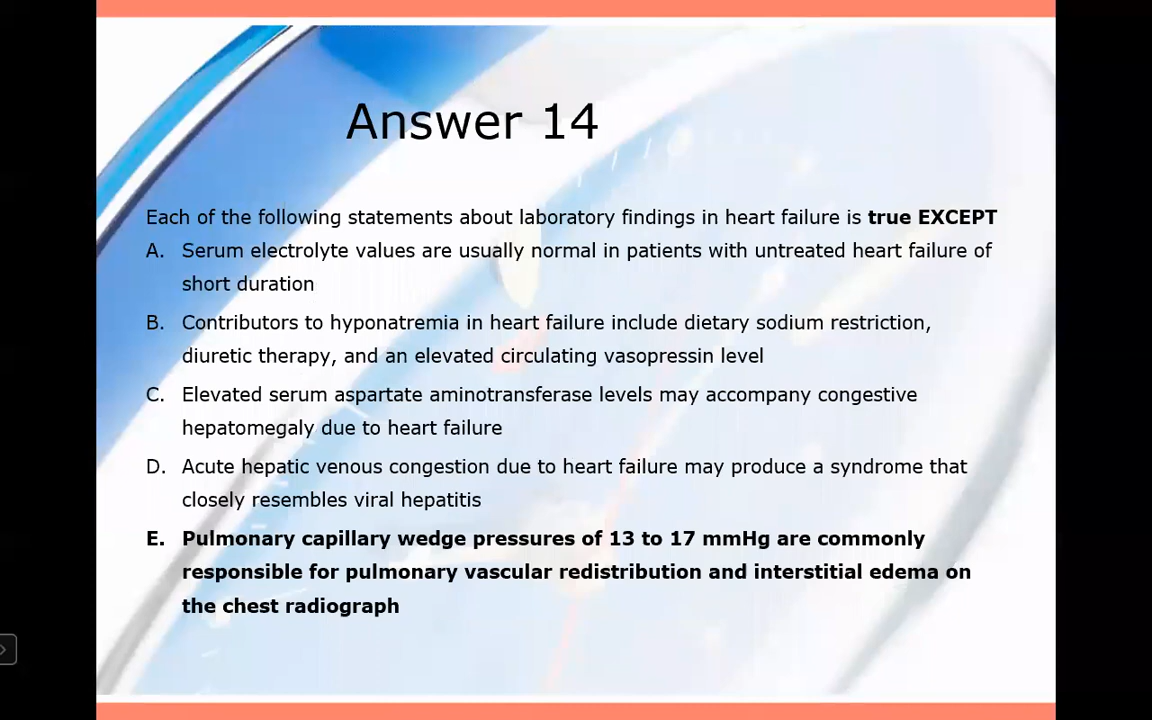 Answer 14
Each of the following statements about laboratory findings in heart failure is true EXCEPT
A. Serum electrolyte values are usually normal in patients with untreated heart failure of
short duration
B. Contributors to hyponatremia in heart failure include dietary sodium restriction,
diuretic therapy, and an elevated circulating vasopressin level
C. Elevated serum aspartate aminotransferase levels may accompany congestive
hepatomegaly due to heart failure
D. Acute hepatic venous congestion due to heart failure may produce a syndrome that
closely resembles viral hepatitis
E. Pulmonary capillary wedge pressures of 13 to 17 mmHg are commonly
responsible for pulmonary vascular redistribution and interstitial edema on
the chest radiograph